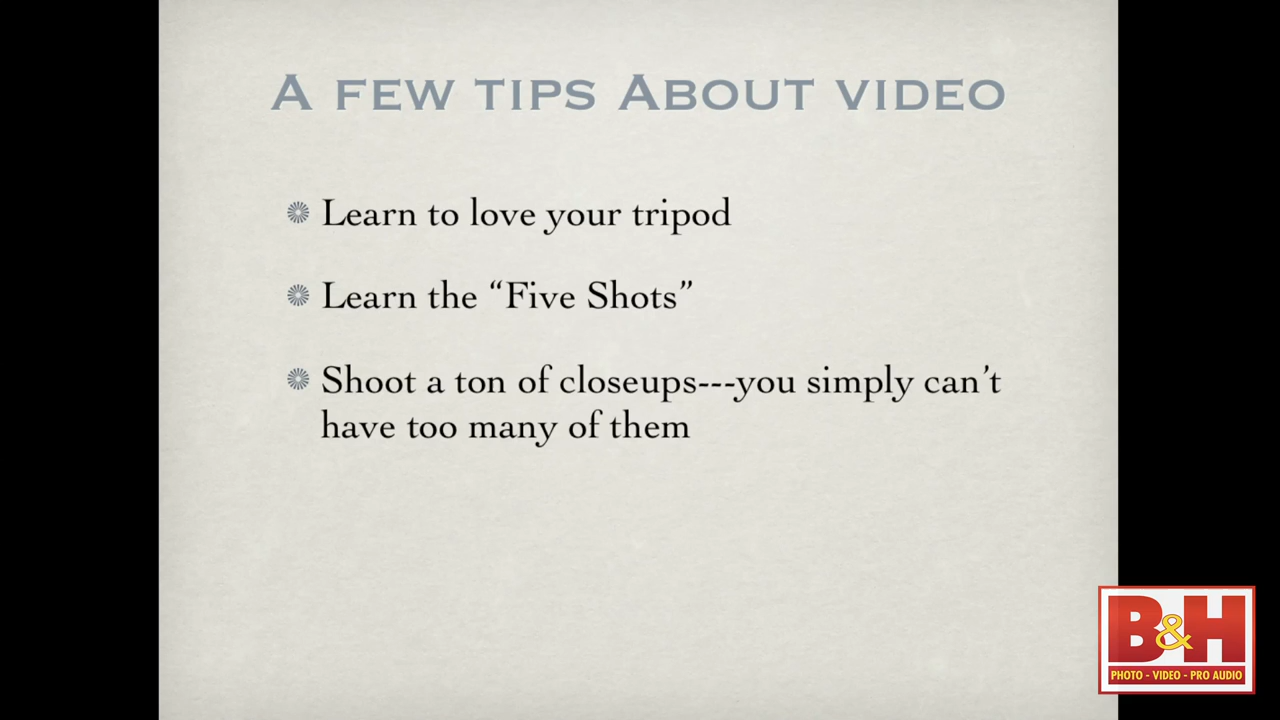 A FEW TIPS ABOUT VIDEO
Learn to love your tripod
Learn the “Five Shots”
Shoot a ton of closeups---you simply can’t
have too many of them
B&H
PHOTO - VIDEO - PRO AUDIO